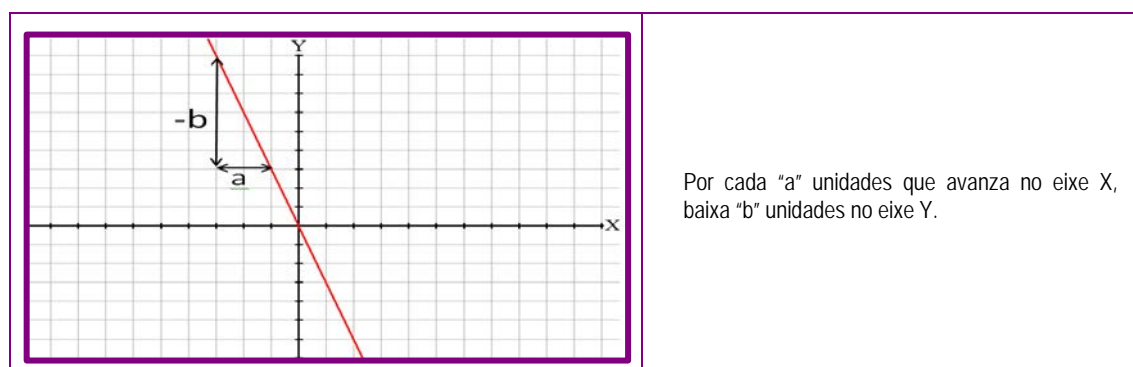 Y
-b
a
X
Por cada “a” unidades que avanza no eixe X,
baixa “b” unidades no eixe Y.